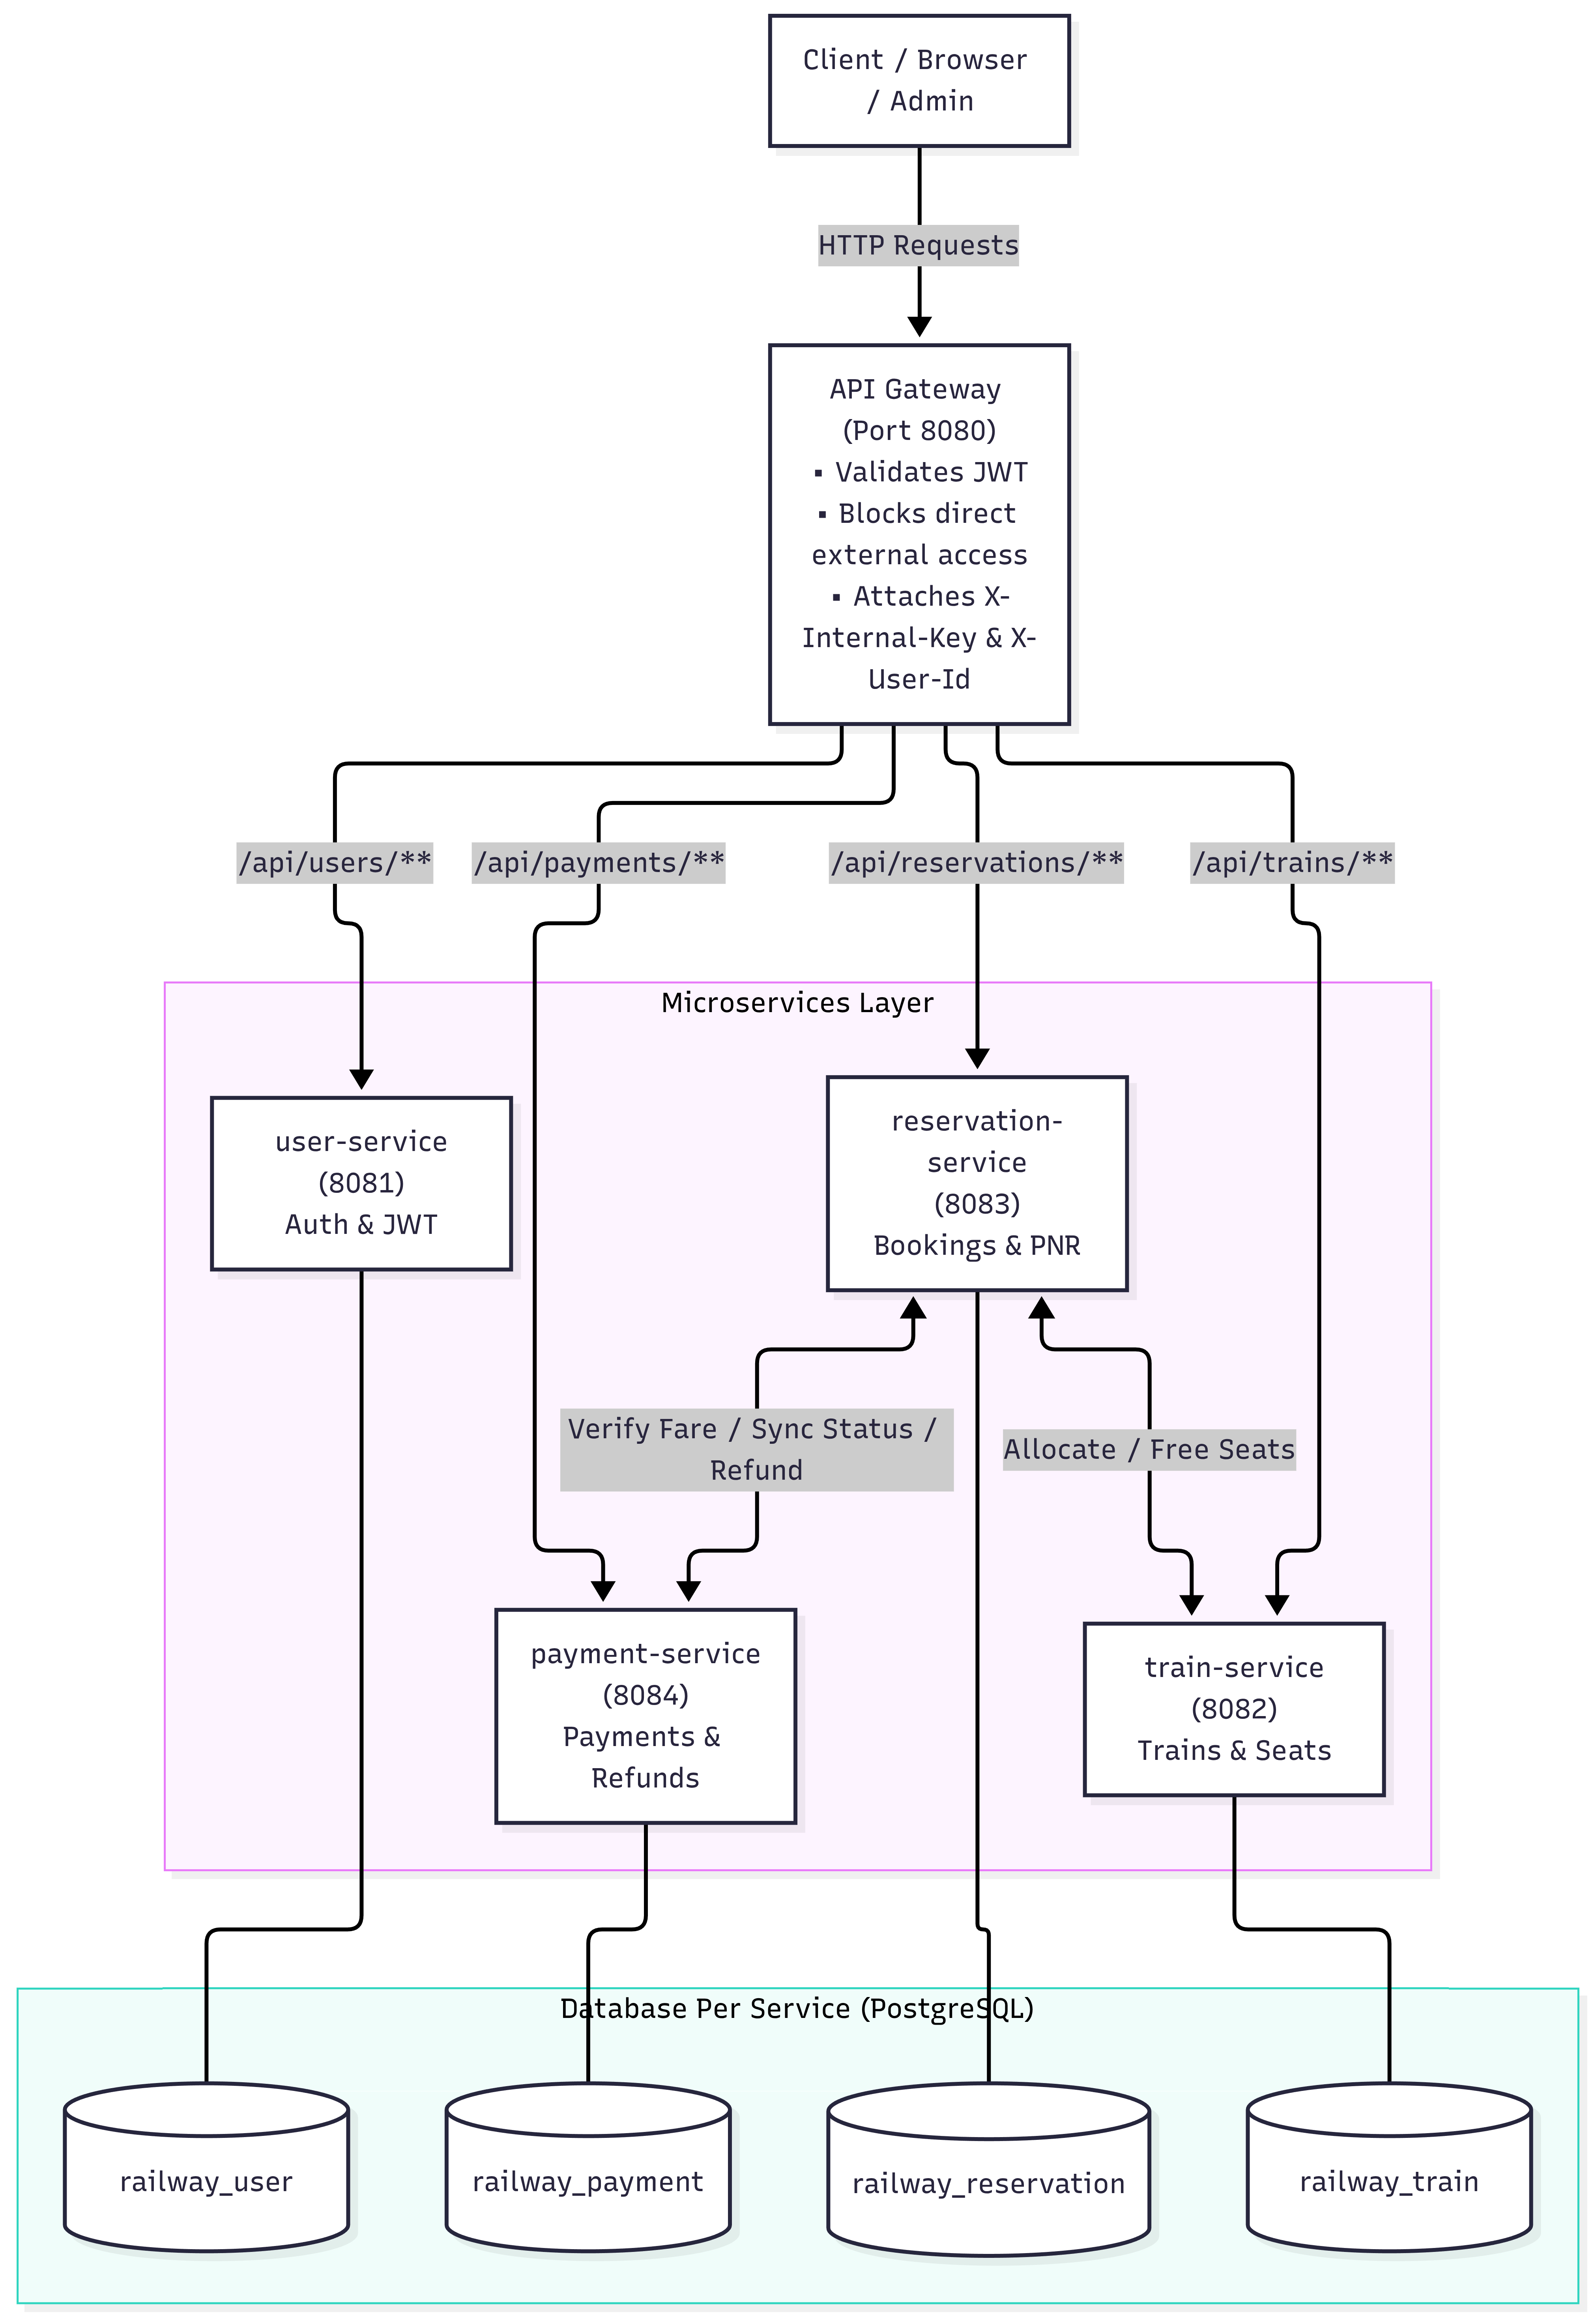 Client / Browser
/ Admin
HTTP Requests
API Gateway
(Port 8080)
▪ Validates JWT
▪ Blocks direct
external access
▪ Attaches X-
Internal-Key & X-
User-Id
/api/users/**
/api/payments/**
/api/reservations/**
/api/trains/**
Microservices Layer
user-service
(8081)
Auth & JWT
reservation-
service
(8083)
Bookings & PNR
Verify Fare / Sync Status /
Refund
Allocate / Free Seats
payment-service
(8084)
Payments &
Refunds
train-service
(8082)
Trains & Seats
Database Per Service (PostgreSQL)
railway_user
railway_payment
railway_reservation
railway_train